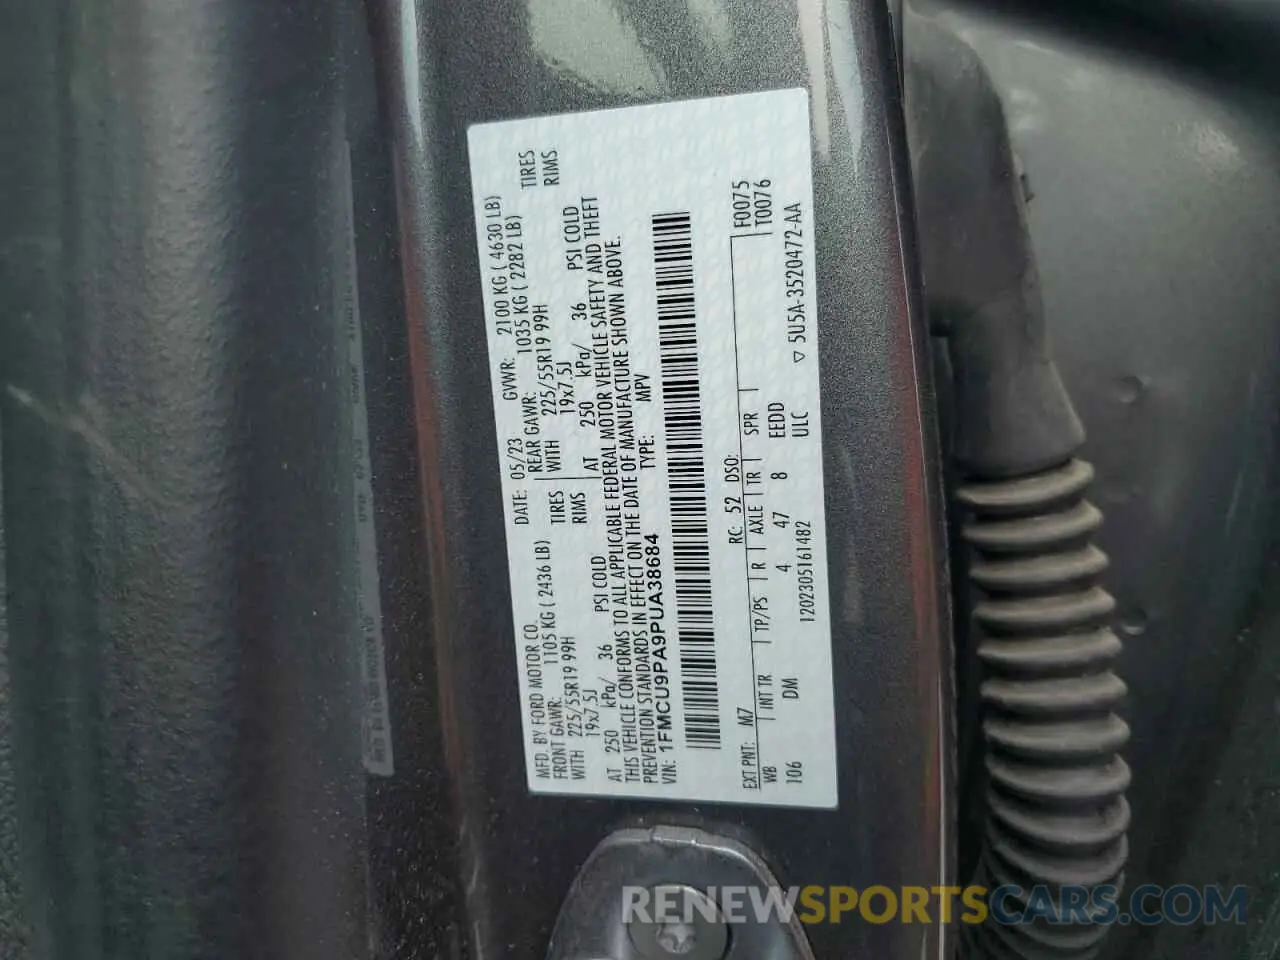 MFD. BY FORD MOTOR CO.
DATE: 05/23 GVWR: 2100 KG ( 4630 LB)
FRONT GAWR: 1105 KG ( 2436 LB)
REAR GAWR: 1035 KG ( 2282 LB)
WITH 225/55R19 99H TIRES
WITH 225/55R19 99H TIRES
19x7.5J RIMS
19x7.5J RIMS
AT 250 kPa/ 36 PSI COLD
AT 250 kPa/ 36 PSI COLD
THIS VEHICLE CONFORMS TO ALL APPLICABLE FEDERAL MOTOR VEHICLE SAFETY AND THEFT
PREVENTION STANDARDS IN EFFECT ON THE DATE OF MANUFACTURE SHOWN ABOVE.
VIN: 1FMCU9PA9PUA38684
TYPE: MPV
EXT PNT: M7 RC: 52 DSO: F0075
WB INT TR TP/PS R AXLE TR SPR T0076
106 DM 4 47 8 EEDD
1202305161482 ULC ▽ 5U5A-3520472-AA
RENEWSPORTSCARS.COM